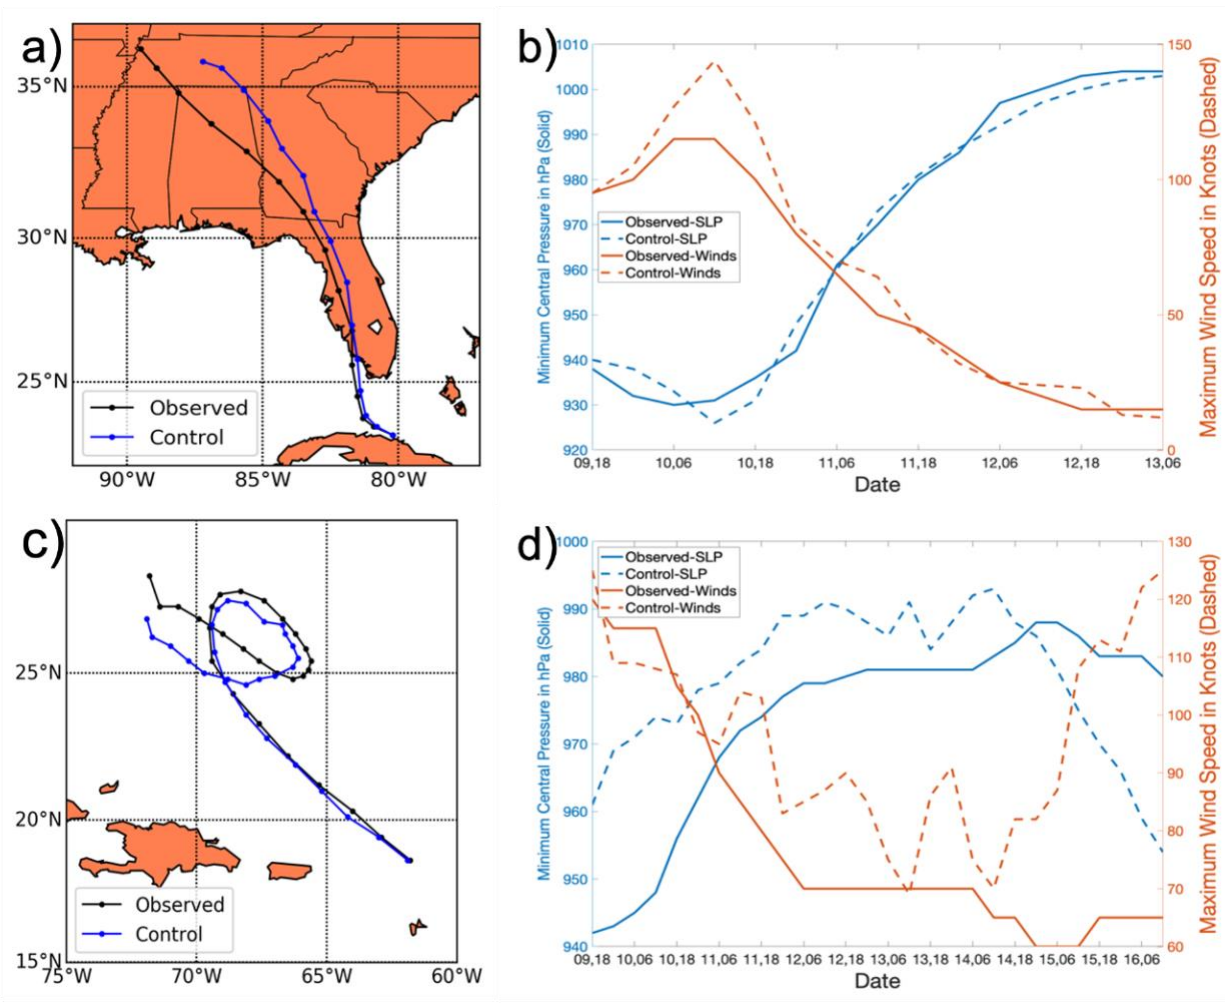 a)
35°N
30°N
25°N
90°W 85°W 80°W
Observed
Control
b)
Minimum Central Pressure in hPa (Solid)
1010
1000
990
980
970
960
950
940
930
920
Observed-SLP
Control-SLP
Observed-Winds
Control-Winds
150
100
50
0
Maximum Wind Speed in Knots (Dashed)
09,18 10,06 10,18 11,06 11,18 12,06 12,18 13,06
Date
c)
25°N
20°N
15°N
75°W 70°W 65°W 60°W
Observed
Control
d)
Minimum Central Pressure in hPa (Solid)
1000
990
980
970
960
950
940
Observed-SLP
Control-SLP
Observed-Winds
Control-Winds
130
120
110
100
90
80
70
60
Maximum Wind Speed in Knots (Dashed)
09,18 10,06 10,18 11,06 11,18 12,06 12,18 13,06 13,18 14,06 14,18 15,06 15,18 16,06
Date